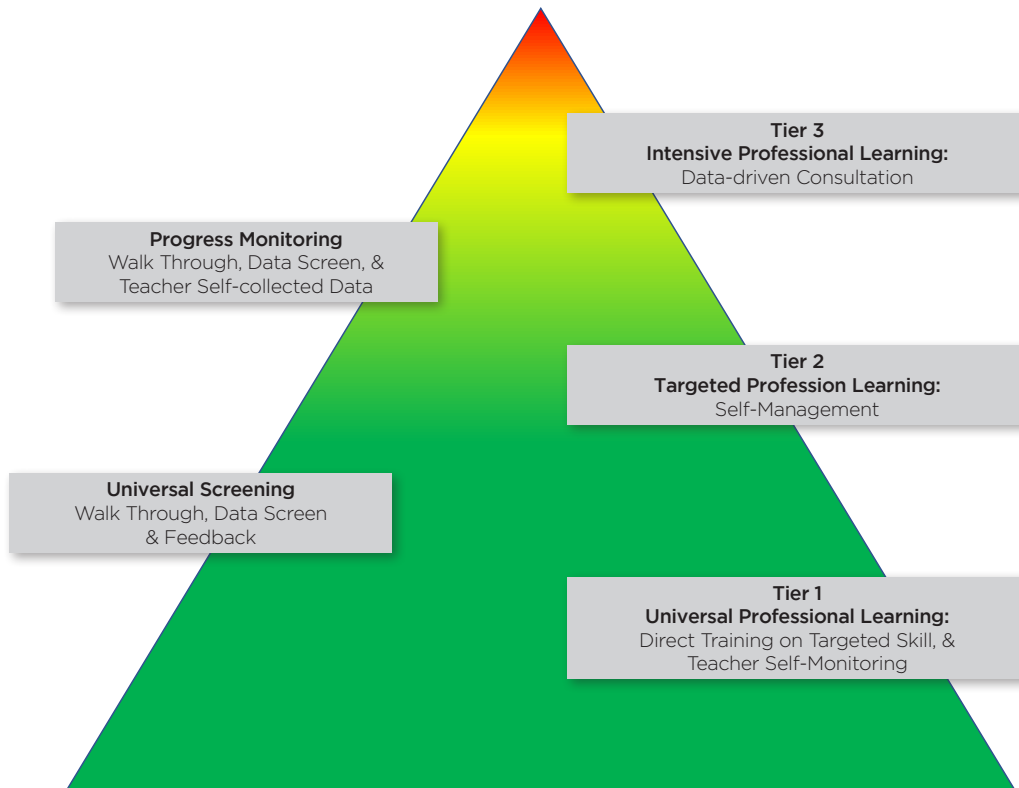 Tier 3
Intensive Professional Learning:
Data-driven Consultation
Progress Monitoring
Walk Through, Data Screen, &
Teacher Self-collected Data
Tier 2
Targeted Profession Learning:
Self-Management
Universal Screening
Walk Through, Data Screen
& Feedback
Tier 1
Universal Professional Learning:
Direct Training on Targeted Skill, &
Teacher Self-Monitoring